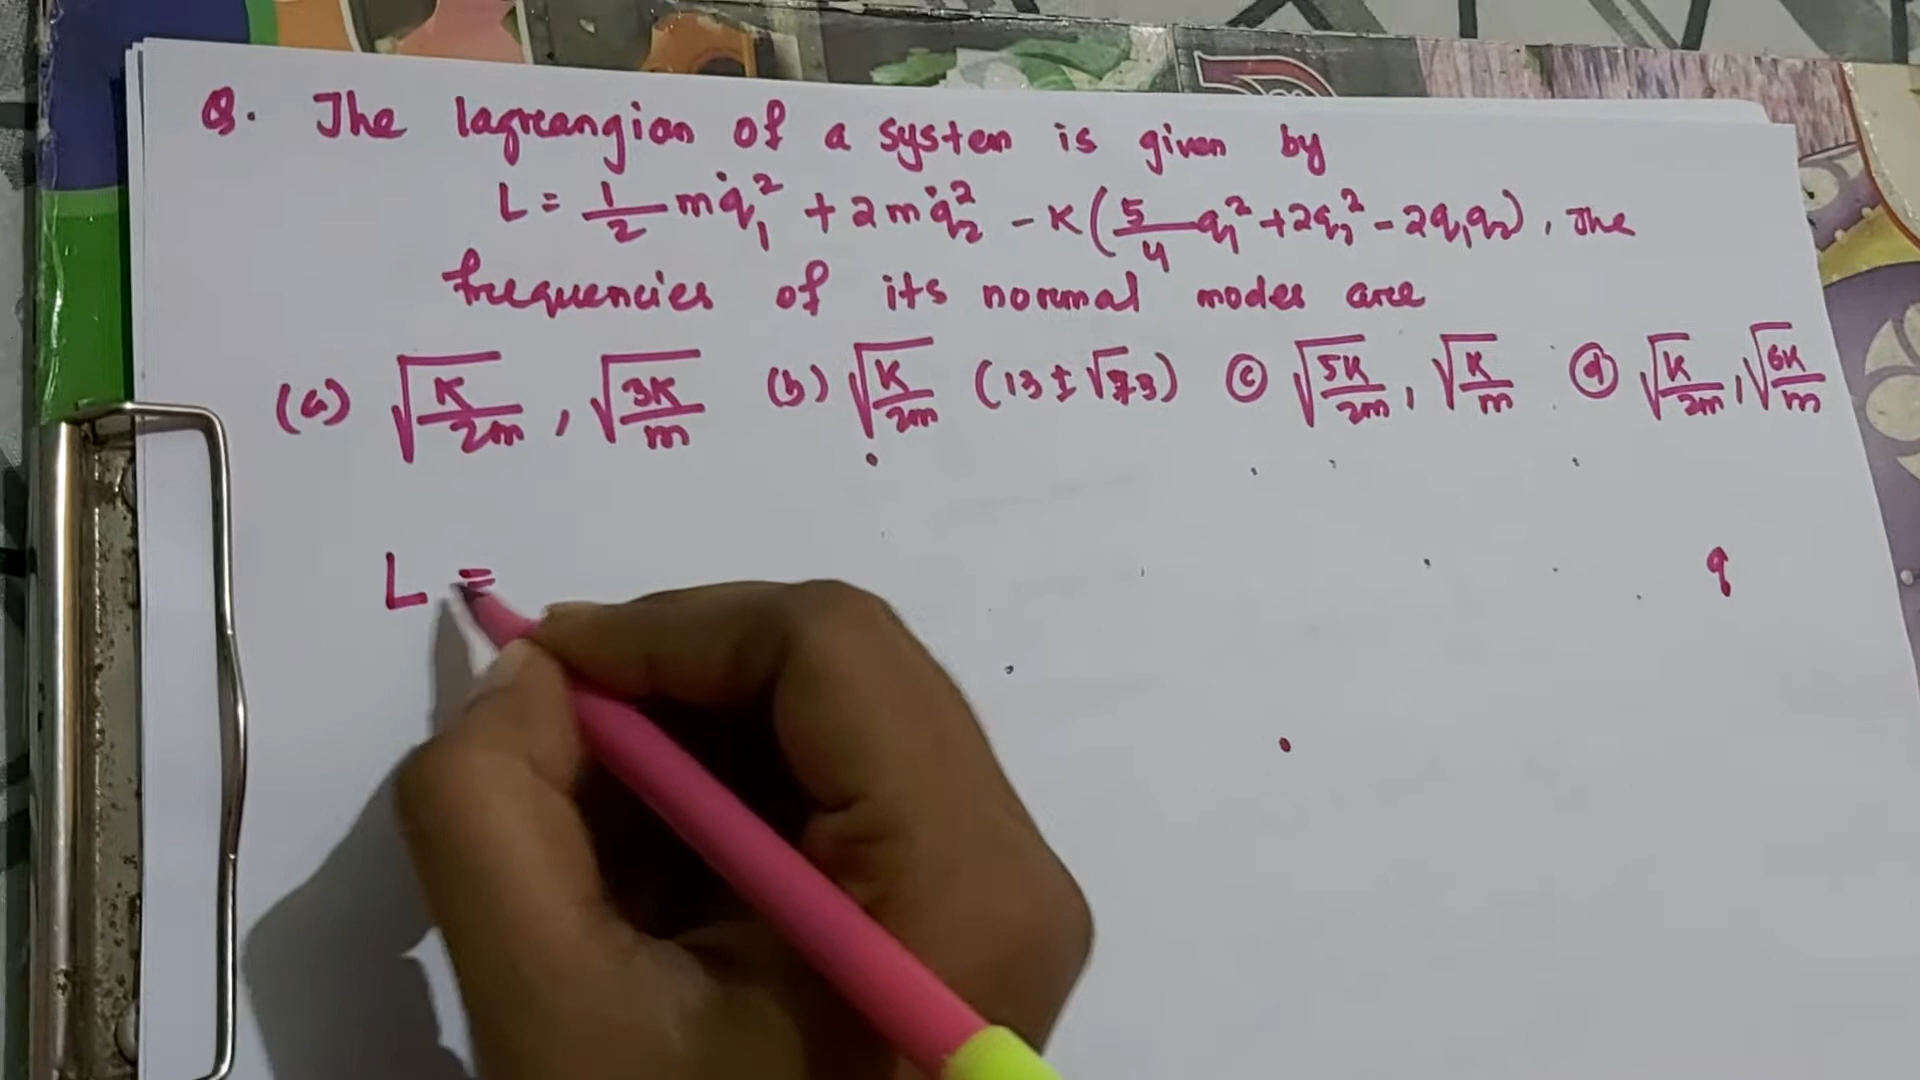 Q. The lagrangian of a system is given by
L = 1/2 mq̇₁² + 2mq̇₂² - K(5/4 q₁² + 2q₂² - 2q₁q₂), The
frequencies of its normal modes are
(a) √(K/2m), √(3K/m) (b) √(K/2m) (13 ± √73) (c) √(5K/2m), √(K/m) (d) √(K/2m), √(6K/m)
L = q